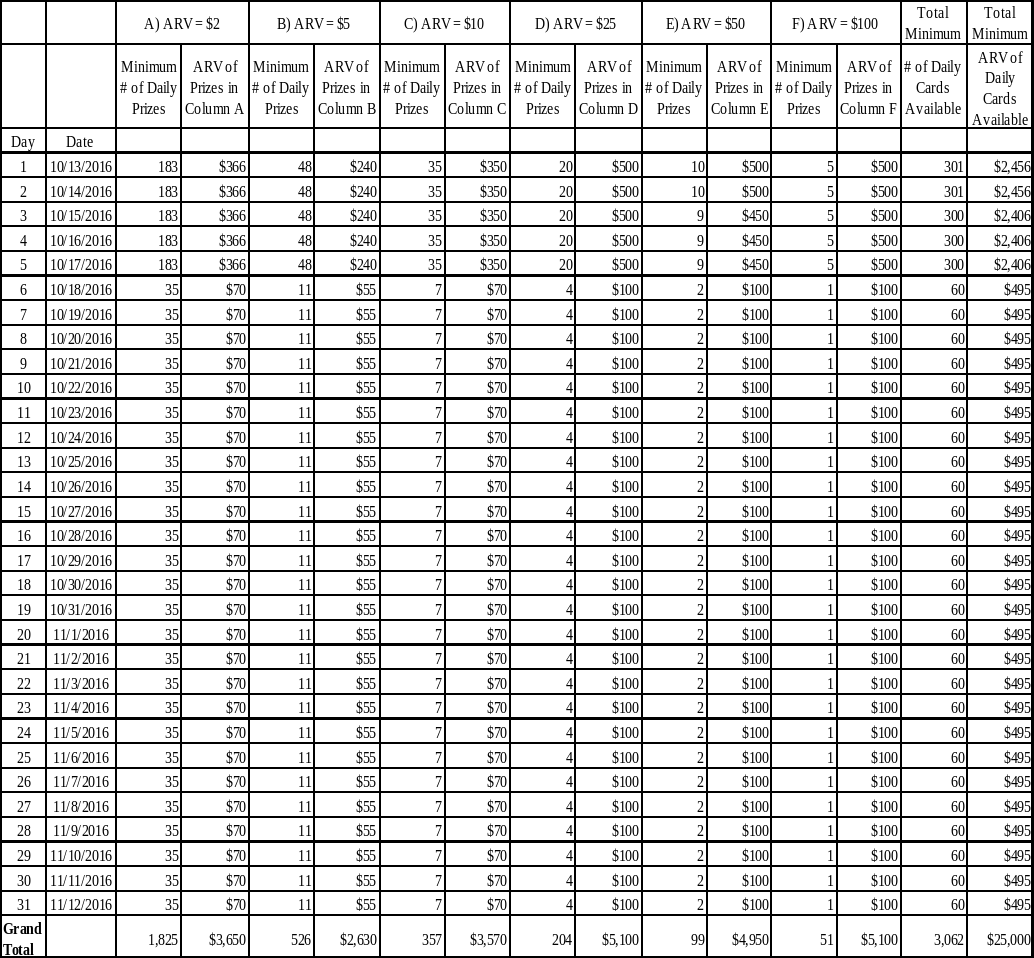 A) ARV = $2 B) ARV = $5 C) ARV = $10 D) ARV = $25 E) ARV = $50 F) ARV = $100 Total Minimum Total Minimum
Minimum # of Daily Prizes ARV of Prizes in Column A Minimum # of Daily Prizes ARV of Prizes in Column B Minimum # of Daily Prizes ARV of Prizes in Column C Minimum # of Daily Prizes ARV of Prizes in Column D Minimum # of Daily Prizes ARV of Prizes in Column E Minimum # of Daily Prizes ARV of Prizes in Column F # of Daily Cards Available ARV of Daily Cards Available
Day Date
1 10/13/2016 183 $366 48 $240 35 $350 20 $500 10 $500 5 $500 301 $2,456
2 10/14/2016 183 $366 48 $240 35 $350 20 $500 10 $500 5 $500 301 $2,456
3 10/15/2016 183 $366 48 $240 35 $350 20 $500 9 $450 5 $500 300 $2,406
4 10/16/2016 183 $366 48 $240 35 $350 20 $500 9 $450 5 $500 300 $2,406
5 10/17/2016 183 $366 48 $240 35 $350 20 $500 9 $450 5 $500 300 $2,406
6 10/18/2016 35 $70 11 $55 7 $70 4 $100 2 $100 1 $100 60 $495
7 10/19/2016 35 $70 11 $55 7 $70 4 $100 2 $100 1 $100 60 $495
8 10/20/2016 35 $70 11 $55 7 $70 4 $100 2 $100 1 $100 60 $495
9 10/21/2016 35 $70 11 $55 7 $70 4 $100 2 $100 1 $100 60 $495
10 10/22/2016 35 $70 11 $55 7 $70 4 $100 2 $100 1 $100 60 $495
11 10/23/2016 35 $70 11 $55 7 $70 4 $100 2 $100 1 $100 60 $495
12 10/24/2016 35 $70 11 $55 7 $70 4 $100 2 $100 1 $100 60 $495
13 10/25/2016 35 $70 11 $55 7 $70 4 $100 2 $100 1 $100 60 $495
14 10/26/2016 35 $70 11 $55 7 $70 4 $100 2 $100 1 $100 60 $495
15 10/27/2016 35 $70 11 $55 7 $70 4 $100 2 $100 1 $100 60 $495
16 10/28/2016 35 $70 11 $55 7 $70 4 $100 2 $100 1 $100 60 $495
17 10/29/2016 35 $70 11 $55 7 $70 4 $100 2 $100 1 $100 60 $495
18 10/30/2016 35 $70 11 $55 7 $70 4 $100 2 $100 1 $100 60 $495
19 10/31/2016 35 $70 11 $55 7 $70 4 $100 2 $100 1 $100 60 $495
20 11/1/2016 35 $70 11 $55 7 $70 4 $100 2 $100 1 $100 60 $495
21 11/2/2016 35 $70 11 $55 7 $70 4 $100 2 $100 1 $100 60 $495
22 11/3/2016 35 $70 11 $55 7 $70 4 $100 2 $100 1 $100 60 $495
23 11/4/2016 35 $70 11 $55 7 $70 4 $100 2 $100 1 $100 60 $495
24 11/5/2016 35 $70 11 $55 7 $70 4 $100 2 $100 1 $100 60 $495
25 11/6/2016 35 $70 11 $55 7 $70 4 $100 2 $100 1 $100 60 $495
26 11/7/2016 35 $70 11 $55 7 $70 4 $100 2 $100 1 $100 60 $495
27 11/8/2016 35 $70 11 $55 7 $70 4 $100 2 $100 1 $100 60 $495
28 11/9/2016 35 $70 11 $55 7 $70 4 $100 2 $100 1 $100 60 $495
29 11/10/2016 35 $70 11 $55 7 $70 4 $100 2 $100 1 $100 60 $495
30 11/11/2016 35 $70 11 $55 7 $70 4 $100 2 $100 1 $100 60 $495
31 11/12/2016 35 $70 11 $55 7 $70 4 $100 2 $100 1 $100 60 $495
Grand Total 1,825 $3,650 526 $2,630 357 $3,570 204 $5,100 99 $4,950 51 $5,100 3,062 $25,000